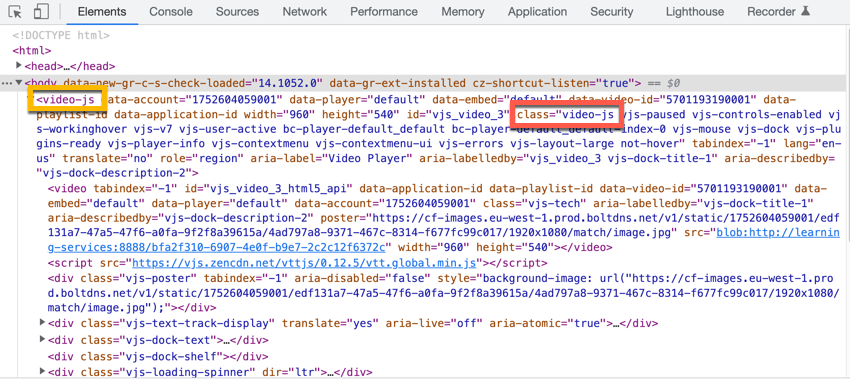 Elements Console Sources Network Performance Memory Application Security Lighthouse Recorder
<!DOCTYPE html>
<html>
<head>…</head>
<body data-new-gr-c-s-check-loaded="14.1052.0" data-gr-ext-installed cz-shortcut-listen="true"> == $0
<video-js data-account="1752604059001" data-player="default" data-embed="default" data-video-id="5701193190001" data-
playlist-id data-application-id width="960" height="540" id="vjs_video_3" class="video-js vjs-paused vjs-controls-enabled vj
s-workinghover vjs-v7 vjs-user-active bc-player-default_default bc-player-default_default-index-0 vjs-mouse vjs-dock vjs-plu
gins-ready vjs-player-info vjs-contextmenu vjs-contextmenu-ui vjs-errors vjs-layout-large not-hover" tabindex="-1" lang="en-
us" translate="no" role="region" aria-label="Video Player" aria-labelledby="vjs_video_3 vjs-dock-title-1" aria-describedby=
"vjs-dock-description-2">
<video tabindex="-1" id="vjs_video_3_html5_api" data-application-id data-playlist-id data-video-id="5701193190001" data-
embed="default" data-player="default" data-account="1752604059001" class="vjs-tech" aria-labelledby="vjs-dock-title-1"
aria-describedby="vjs-dock-description-2" poster="https://cf-images.eu-west-1.prod.boltdns.net/v1/static/1752604059001/edf
131a7-47a5-47f6-a0fa-9f2f8a39615a/4ad797a8-9371-467c-8314-f677fc99c017/1920x1080/match/image.jpg" src="blob:http://learnin
g-services:8888/bfa2f310-6907-4e0f-b9e7-2c2c12f6372c" width="960" height="540"></video>
<script src="https://vjs.zencdn.net/vttjs/0.12.5/vtt.global.min.js"></script>
<div class="vjs-poster" tabindex="-1" aria-disabled="false" style="background-image: url("https://cf-images.eu-west-1.pro
d.boltdns.net/v1/static/1752604059001/edf131a7-47a5-47f6-a0fa-9f2f8a39615a/4ad797a8-9371-467c-8314-f677fc99c017/1920x1080/
match/image.jpg");"></div>
<div class="vjs-text-track-display" translate="yes" aria-live="off" aria-atomic="true">…</div>
<div class="vjs-dock-text">…</div>
<div class="vjs-dock-shelf"></div>
<div class="vjs-loading-spinner" dir="ltr">…</div>